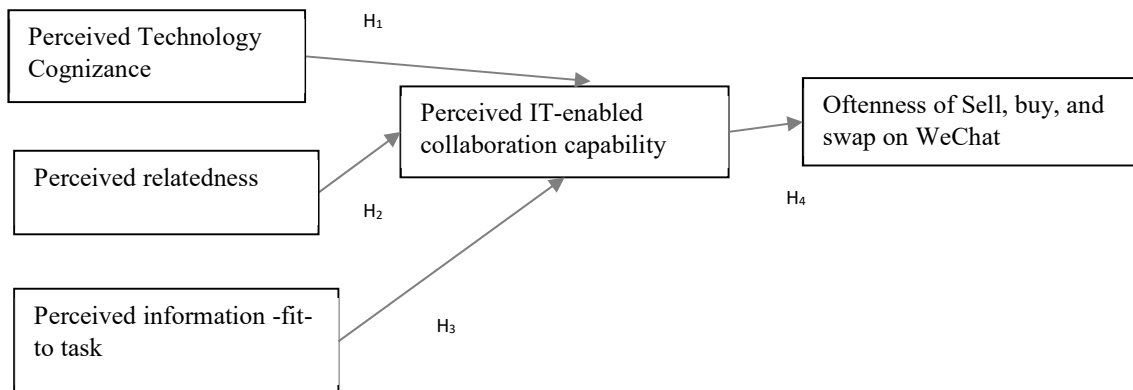 H₁
Perceived Technology
Cognizance
Perceived IT-enabled
collaboration capability
Oftenness of Sell, buy, and
swap on WeChat
Perceived relatedness
H₂
H₄
Perceived information -fit-
to task
H₃